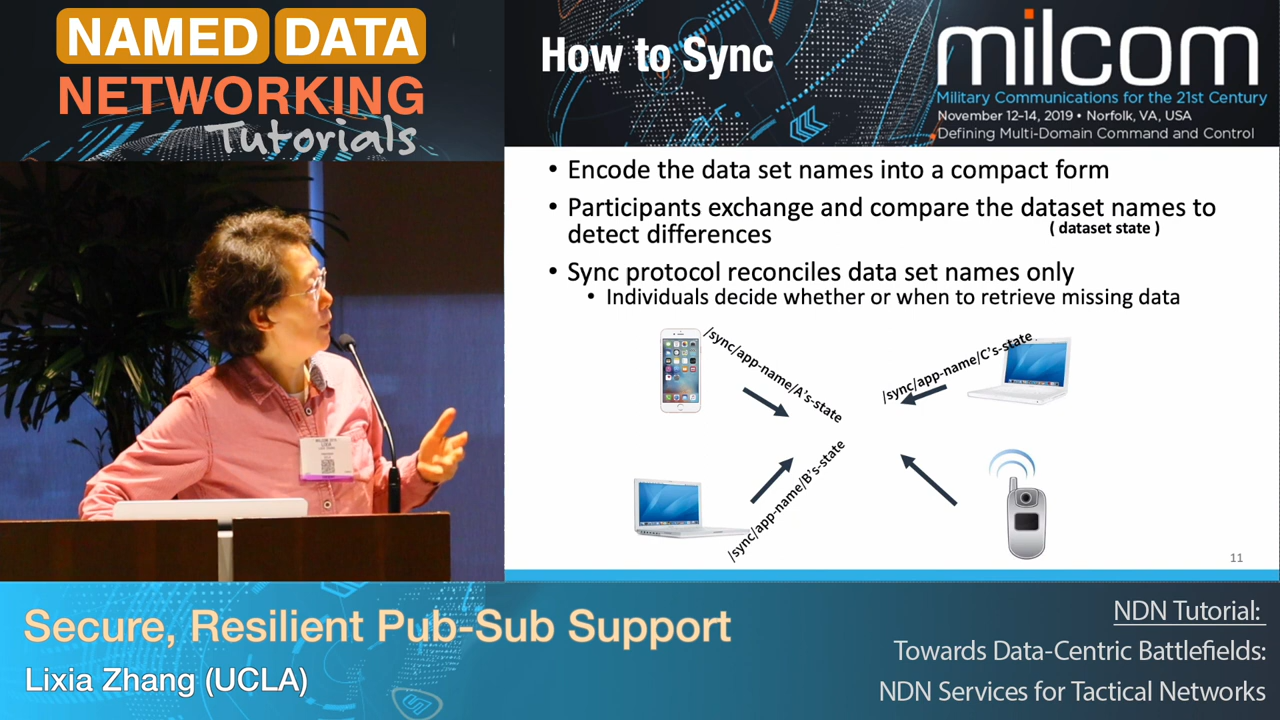 NAMED DATA
NETWORKING
Tutorials
How to Sync
milcom
Military Communications for the 21st Century
November 12-14, 2019 • Norfolk, VA, USA
Defining Multi-Domain Command and Control
• Encode the data set names into a compact form
• Participants exchange and compare the dataset names to
( dataset state )
detect differences
• Sync protocol reconciles data set names only
• Individuals decide whether or when to retrieve missing data
/sync/app-name/A's-state
/sync/app-name/C's-state
/sync/app-name/B's-state
11
Secure, Resilient Pub-Sub Support
Lixia Zhang (UCLA)
NDN Tutorial:
Towards Data-Centric Battlefields:
NDN Services for Tactical Networks